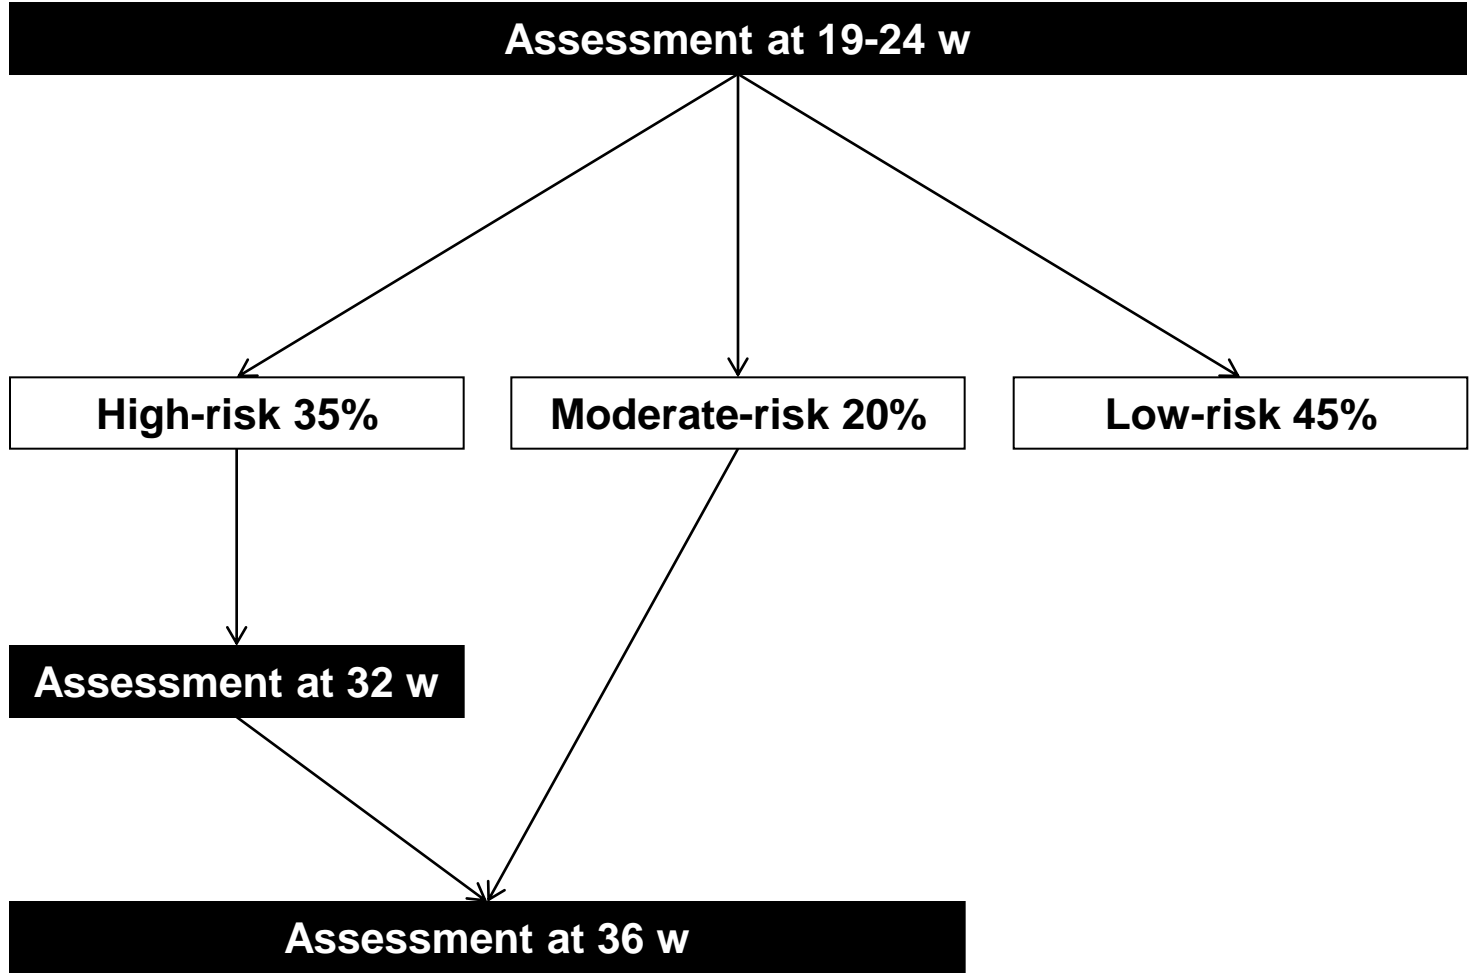 Assessment at 19-24 w
High-risk 35%
Moderate-risk 20%
Low-risk 45%
Assessment at 32 w
Assessment at 36 w